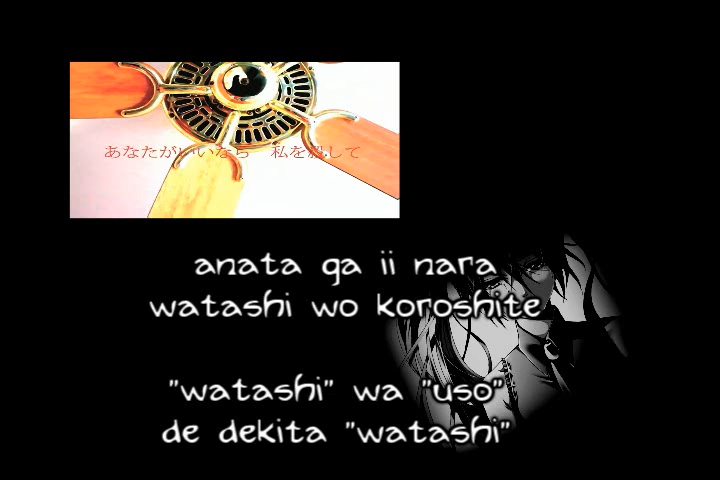 あなたがいいなら 私を殺して
anata ga ii nara
watashi wo koroshite
"watashi" wa "uso"
de dekita "watashi"